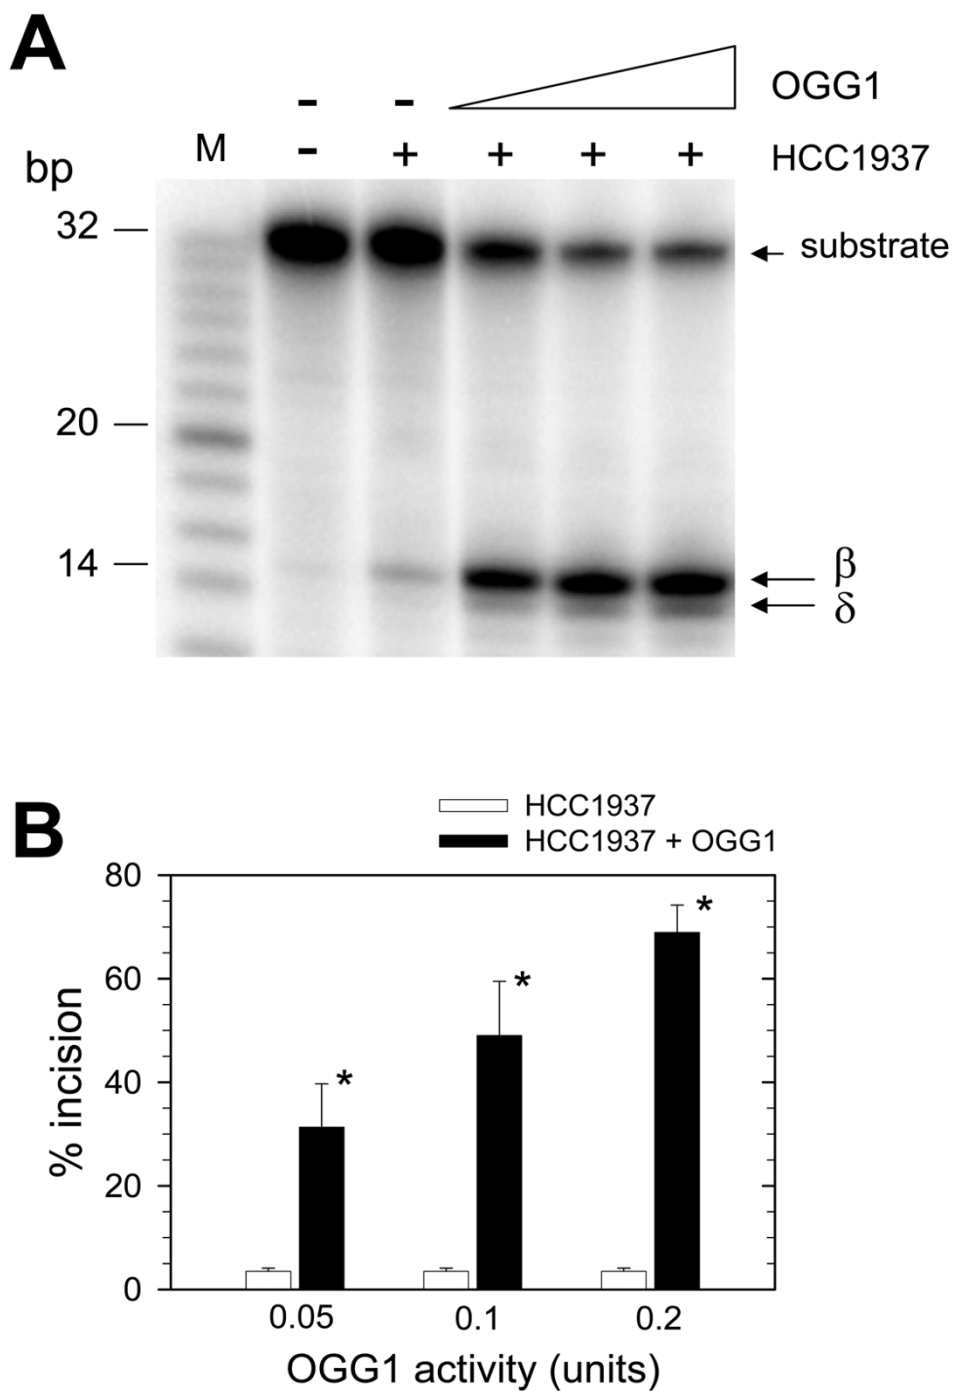 A
- - OGG1
M - + + + + HCC1937
bp
32
substrate
20
14
β
δ
B
HCC1937
HCC1937 + OGG1
80
60
40
20
0
* * *
% incision
0.05 0.1 0.2
OGG1 activity (units)